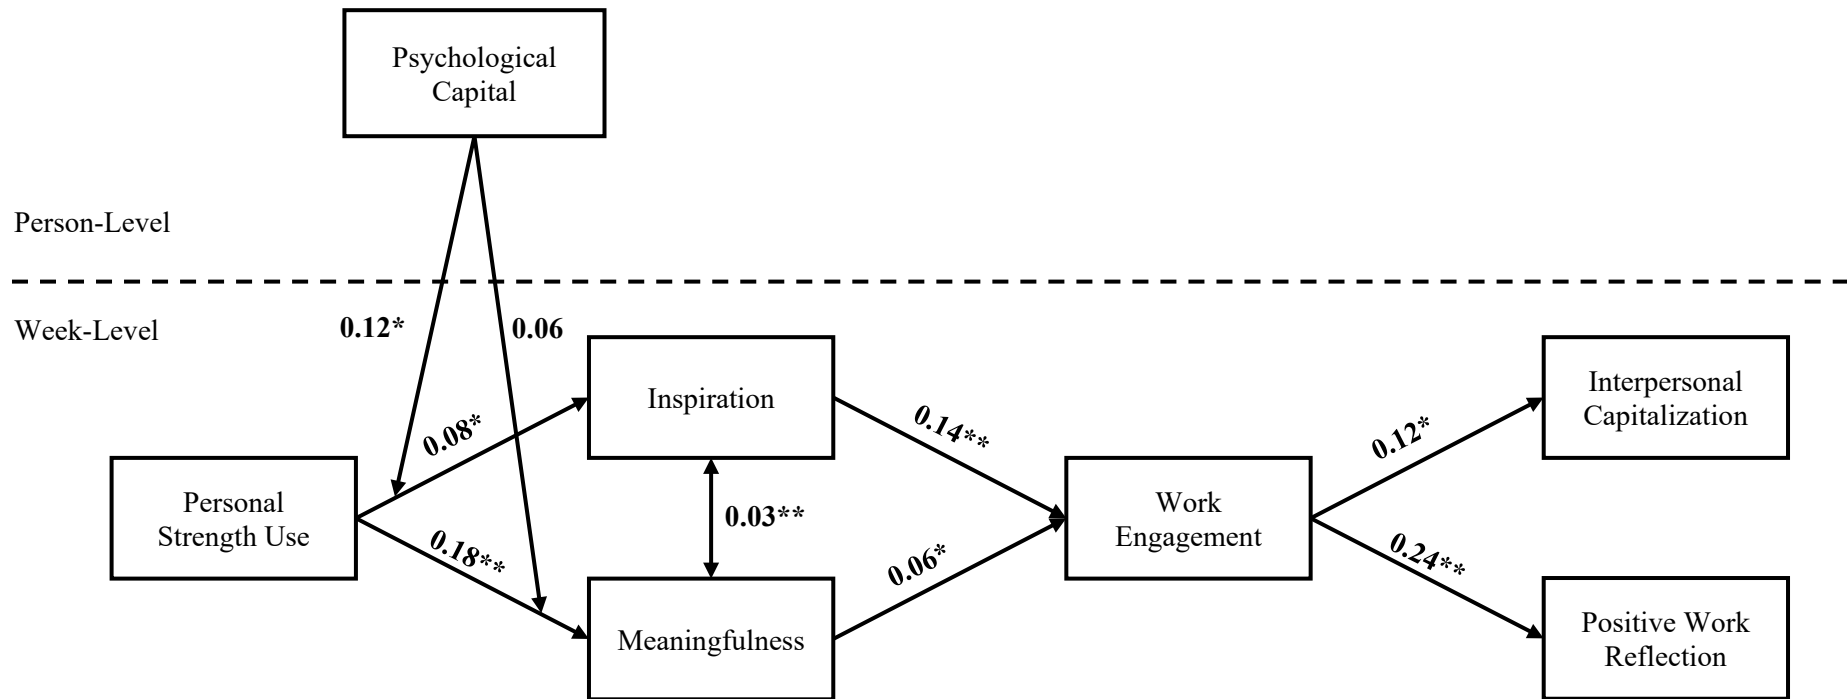 Psychological
Capital
Person-Level
Week-Level
0.12*
0.06
Inspiration
Interpersonal
Capitalization
0.08*
0.14**
0.12*
Personal
Strength Use
0.03**
Work
Engagement
0.18**
0.06*
0.24**
Meaningfulness
Positive Work
Reflection